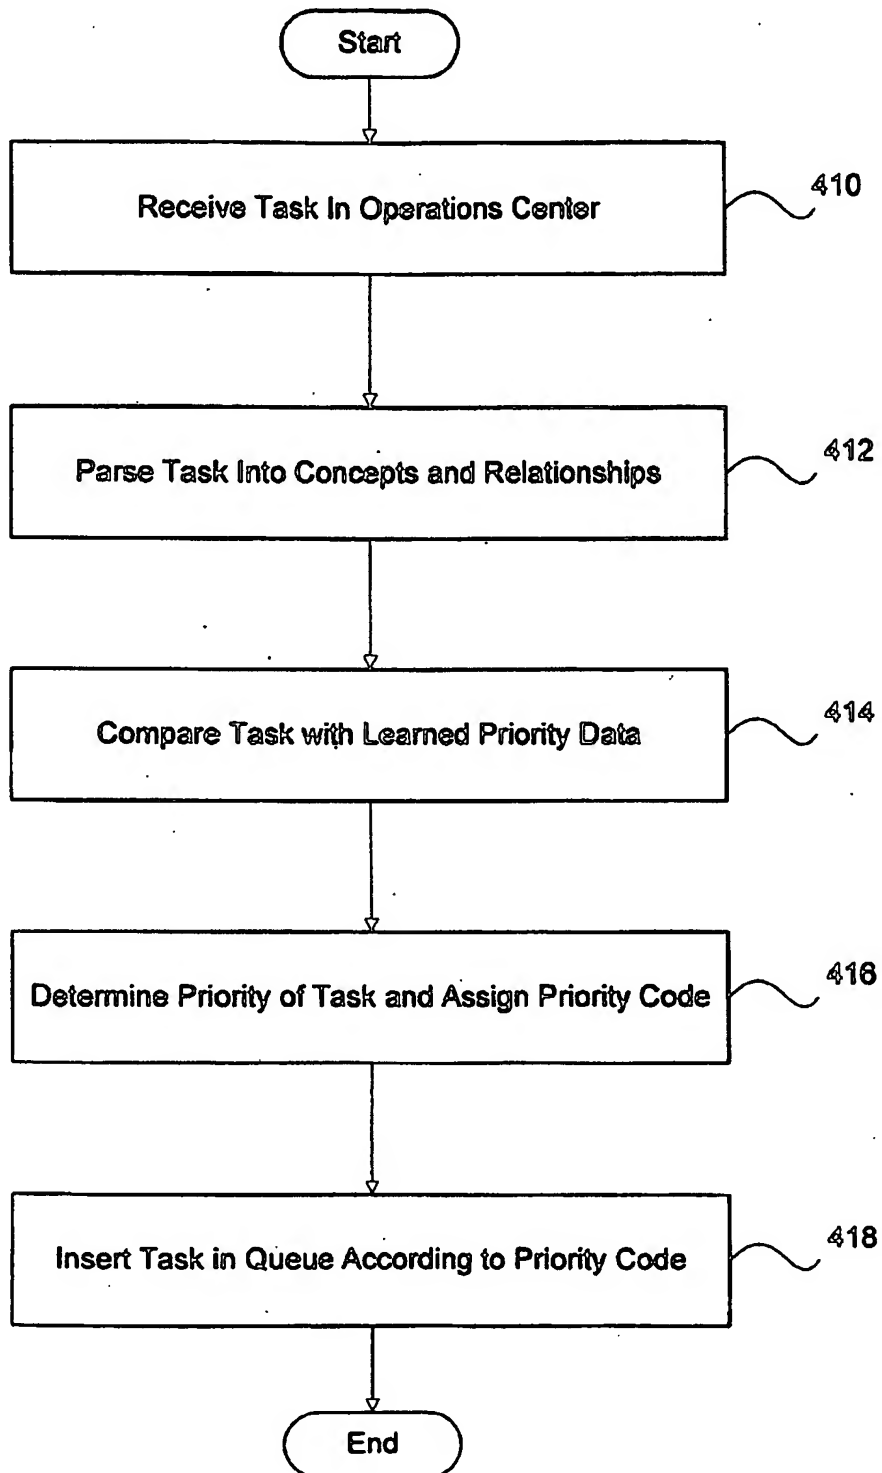 Start
Receive Task In Operations Center
410
Parse Task Into Concepts and Relationships
412
Compare Task with Learned Priority Data
414
Determine Priority of Task and Assign Priority Code
416
Insert Task in Queue According to Priority Code
418
End